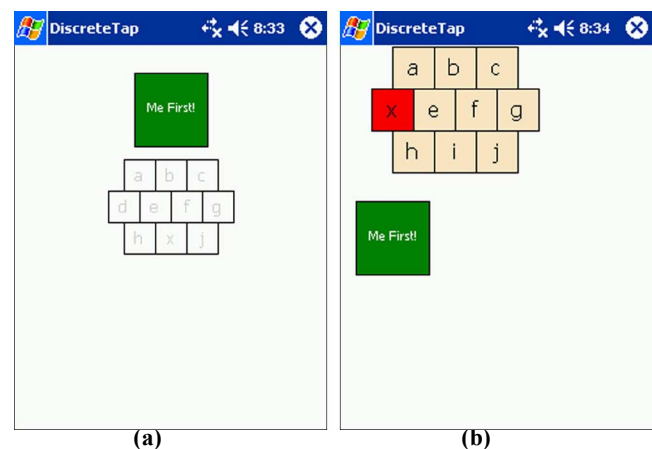 DiscreteTap 8:33
Me First!
a b c
d e f g
h x j
(a)
DiscreteTap 8:34
a b c
x e f g
h i j
Me First!
(b)